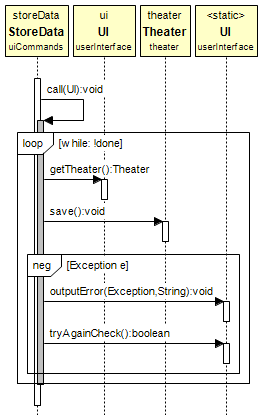 storeData ui theater <static>
StoreData UI Theater UI
uiCommands userInterface theater userInterface
call(UI):void
loop [while: !done]
getTheater():Theater
save():void
neg [Exception e]
outputError(Exception,String):void
tryAgainCheck():boolean